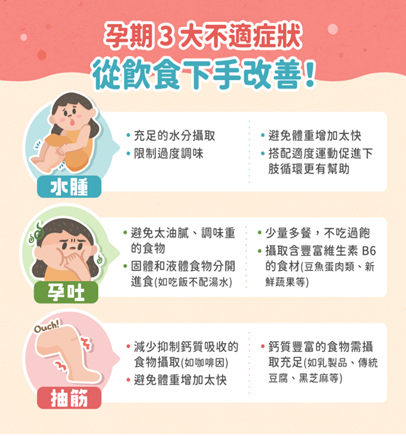 孕期3大不適症狀
從飲食下手改善!
水腫
• 充足的水分攝取
• 限制過度調味
• 避免體重增加太快
• 搭配適度運動促進下
肢循環更有幫助
孕吐
• 避免太油膩、調味重
的食物
• 固體和液體食物分開
進食(如吃飯不配湯水)
• 少量多餐，不吃過飽
• 攝取含豐富維生素 B6
的食材(豆魚蛋肉類、新
鮮蔬果等)
Ouch!
抽筋
• 減少抑制鈣質吸收的
食物攝取(如咖啡因)
• 避免體重增加太快
• 鈣質豐富的食物需攝
取充足(如乳製品、傳統
豆腐、黑芝麻等)